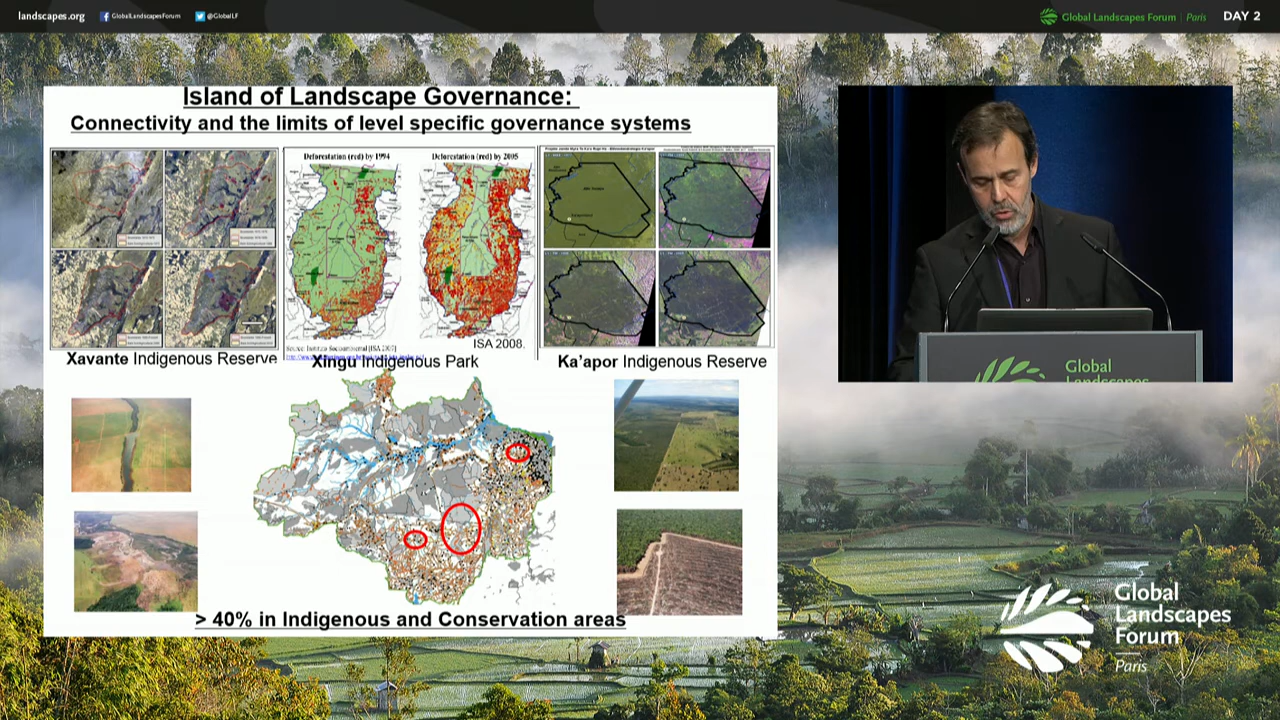 landscapes.org
GlobalLandscapesForum
@GlobalLF
Global Landscapes Forum | Paris
DAY 2
Island of Landscape Governance:
Connectivity and the limits of level specific governance systems
Deforestation (red) by 1994
Deforestation (red) by 2005
ISA 2008.
Xavante Indigenous Reserve
Xingu Indigenous Park
Ka'apor Indigenous Reserve
> 40% in Indigenous and Conservation areas
Global
Landscapes
Global
Landscapes
Forum
Paris